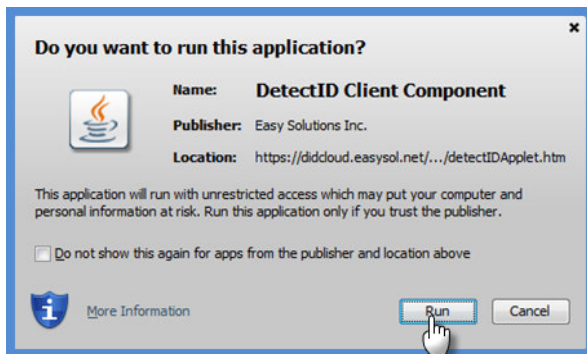 Do you want to run this application?
Name: DetectID Client Component
Publisher: Easy Solutions Inc.
Location: https://didcloud.easysol.net/.../detectIDApplet.htm
This application will run with unrestricted access which may put your computer and
personal information at risk. Run this application only if you trust the publisher.
Do not show this again for apps from the publisher and location above
More Information
Run
Cancel